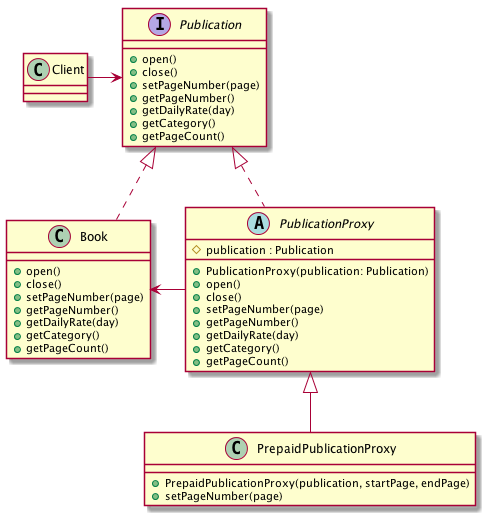 I Publication
open()
close()
setPageNumber(page)
getPageNumber()
getDailyRate(day)
getCategory()
getPageCount()
C Client
C Book
open()
close()
setPageNumber(page)
getPageNumber()
getDailyRate(day)
getCategory()
getPageCount()
A PublicationProxy
publication : Publication
PublicationProxy(publication: Publication)
open()
close()
setPageNumber(page)
getPageNumber()
getDailyRate(day)
getCategory()
getPageCount()
C PrepaidPublicationProxy
PrepaidPublicationProxy(publication, startPage, endPage)
setPageNumber(page)